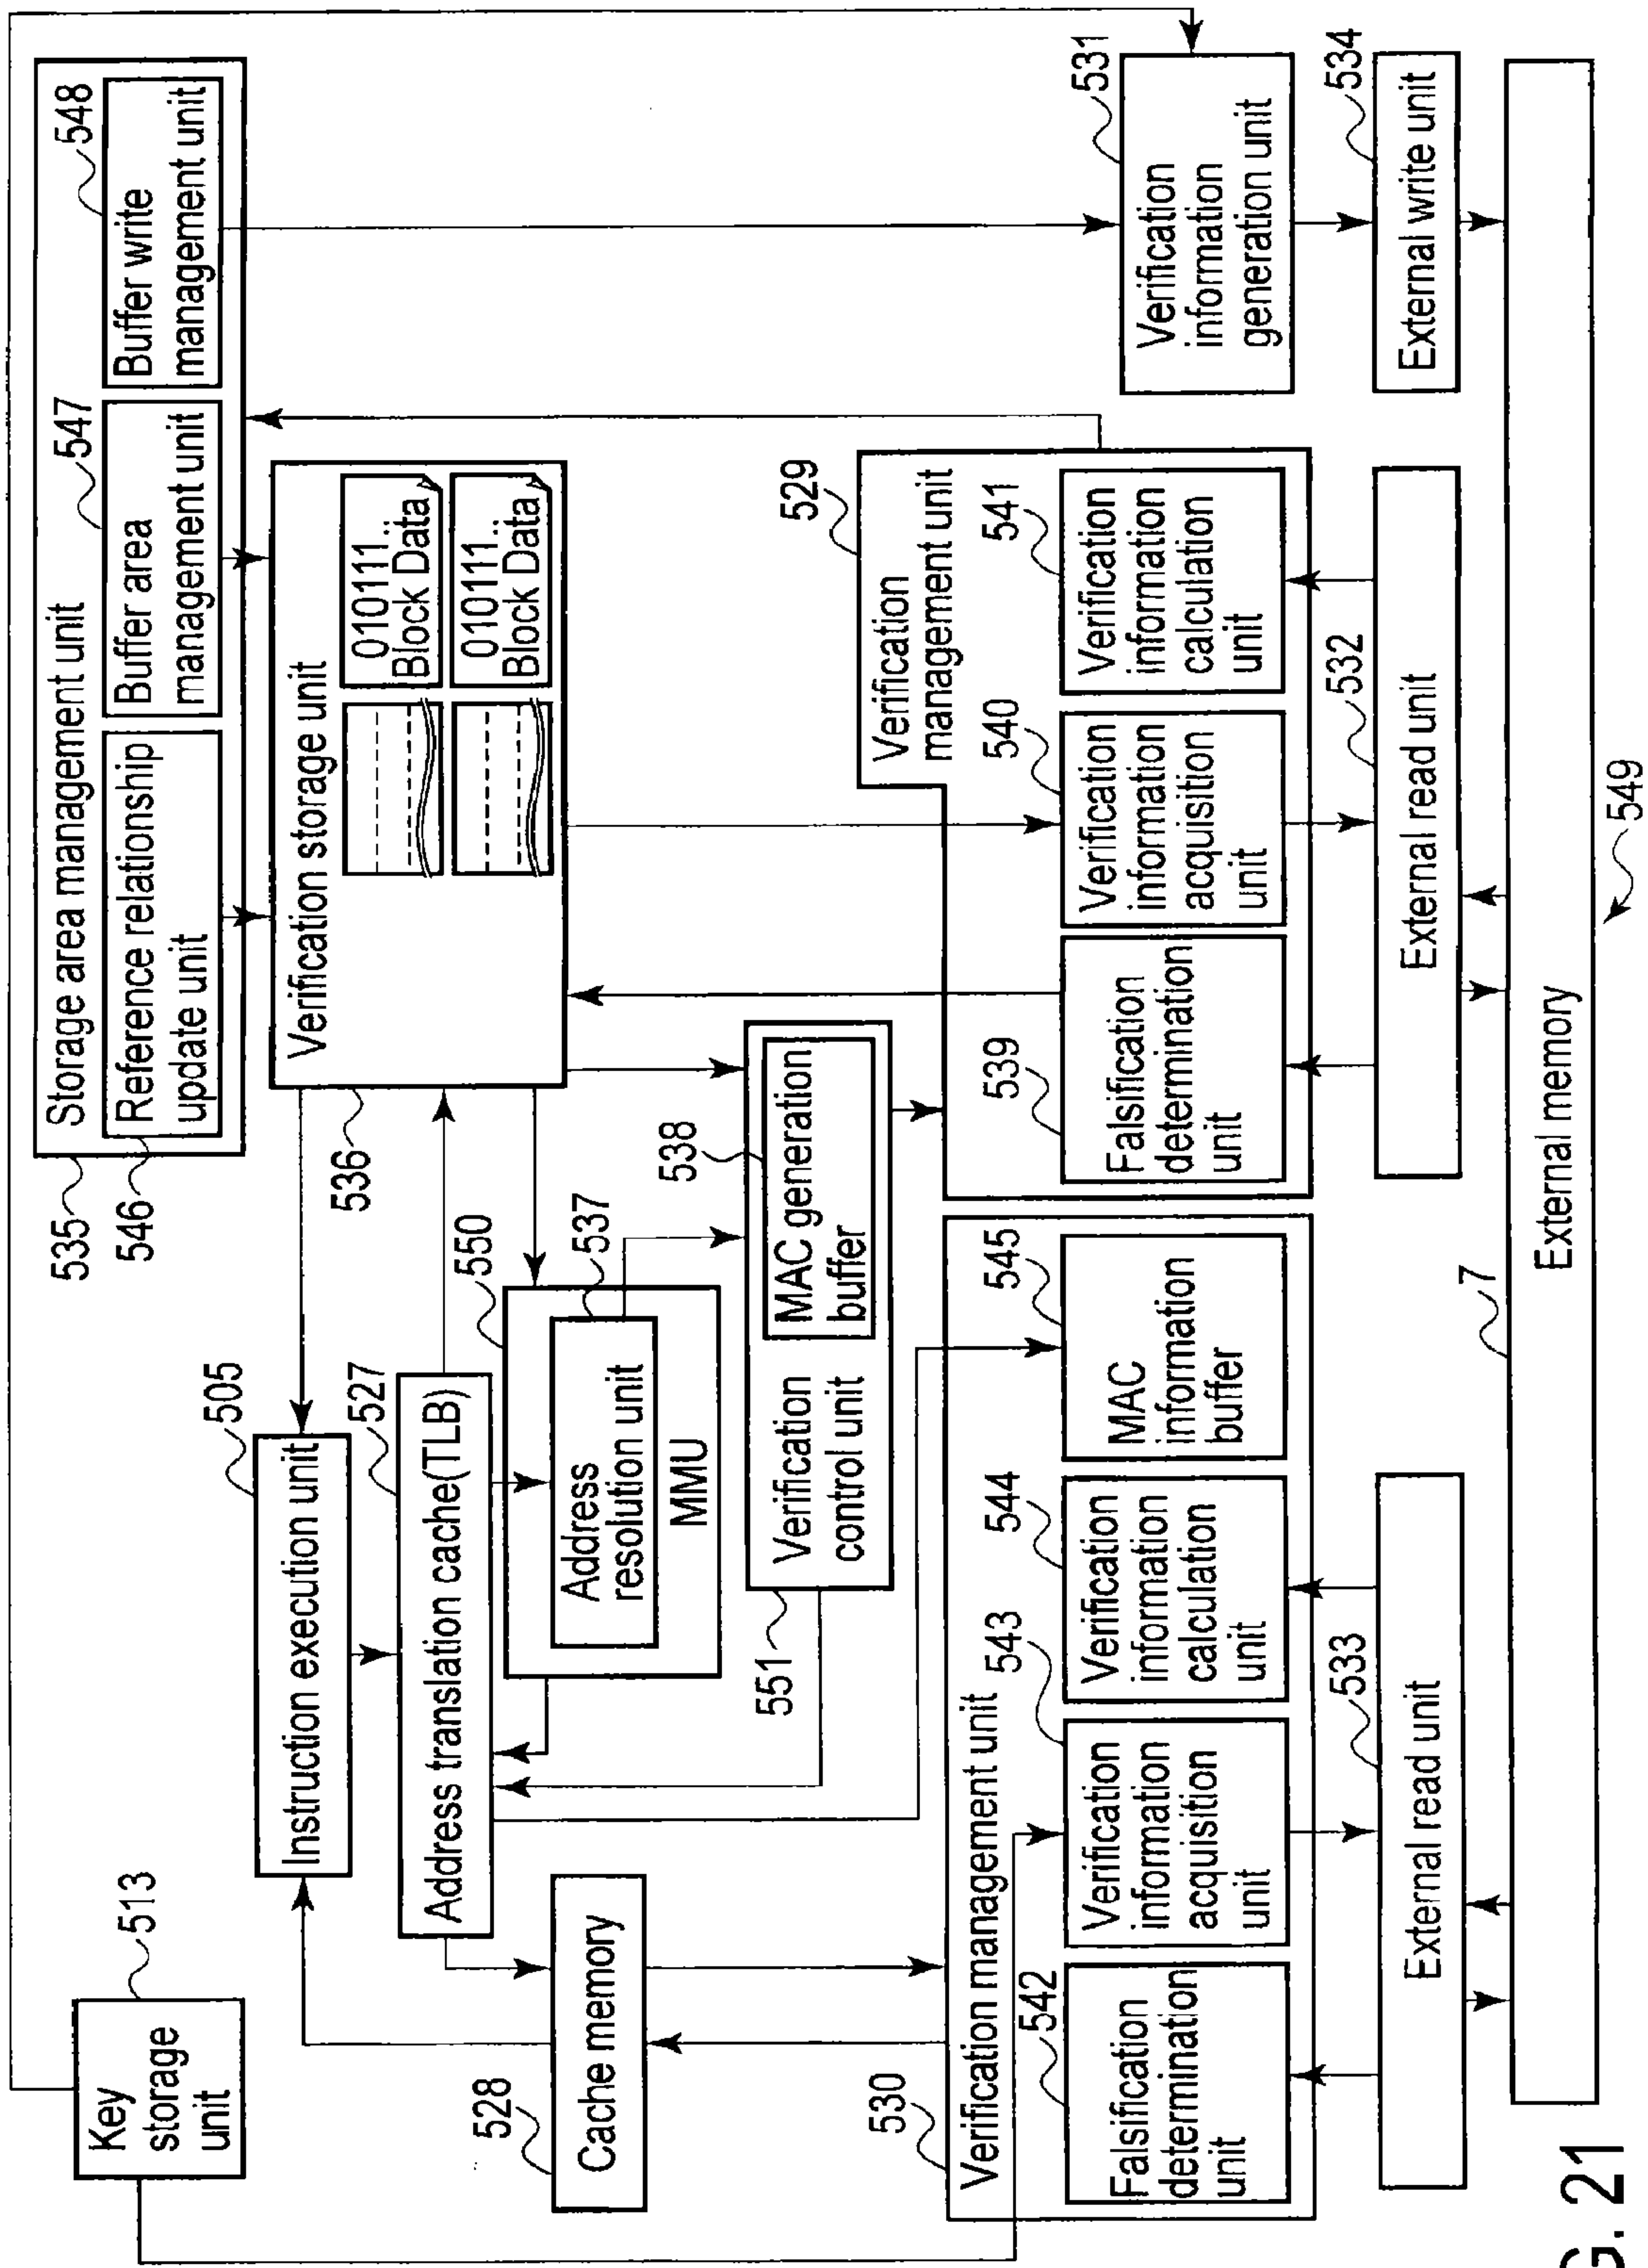 Key
storage
unit
513
Storage area management unit
535
Reference relationship
update unit
546
Buffer area
management unit
547
Buffer write
management unit
548
Instruction execution unit
505
Verification storage unit
536
010111..
Block Data
010111..
Block Data
Address translation cache(TLB)
527
Cache memory
528
550
Address
resolution unit
537
MMU
Verification
control unit
551
MAC generation
buffer
538
Verification
management unit
529
Falsification
determination
unit
539
Verification
information
acquisition
unit
540
Verification
information
calculation
unit
541
Verification
information
generation unit
531
Verification management unit
530
Falsification
determination
unit
542
Verification
information
acquisition
unit
543
Verification
information
calculation
unit
544
MAC
information
buffer
545
External read unit
533
External read unit
532
External write unit
534
External memory
7
549
G. 21